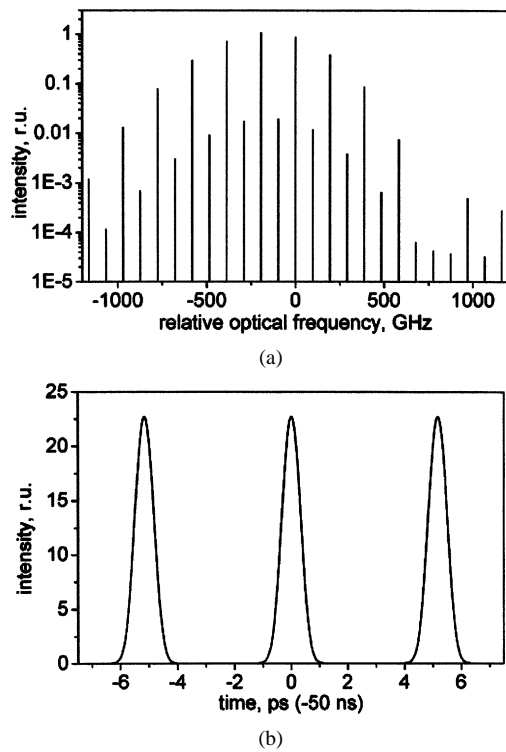 1
0.1
0.01
1E-3
1E-4
1E-5
intensity, r.u.
-1000 -500 0 500 1000
relative optical frequency, GHz
(a)
25
20
15
10
5
0
intensity, r.u.
-6 -4 -2 0 2 4 6
time, ps (-50 ns)
(b)